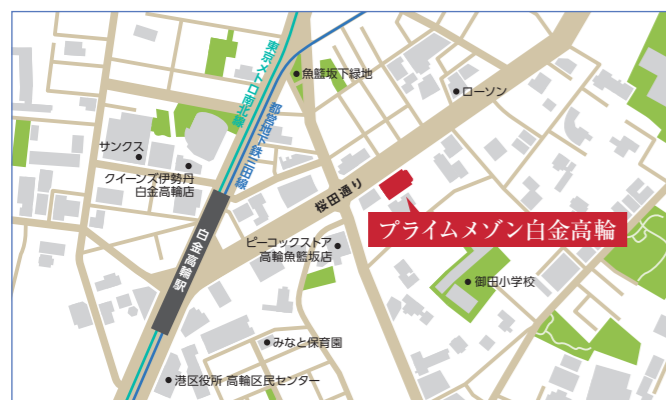 東京メトロ南北線
都営地下鉄三田線
魚籃坂下緑地
ローソン
サンクス
クイーンズ伊勢丹
白金高輪店
桜田通り
プライムメゾン白金高輪
白金高輪駅
ピーコックストア
高輪魚籃坂店
御田小学校
みなと保育園
港区役所 高輪区民センター